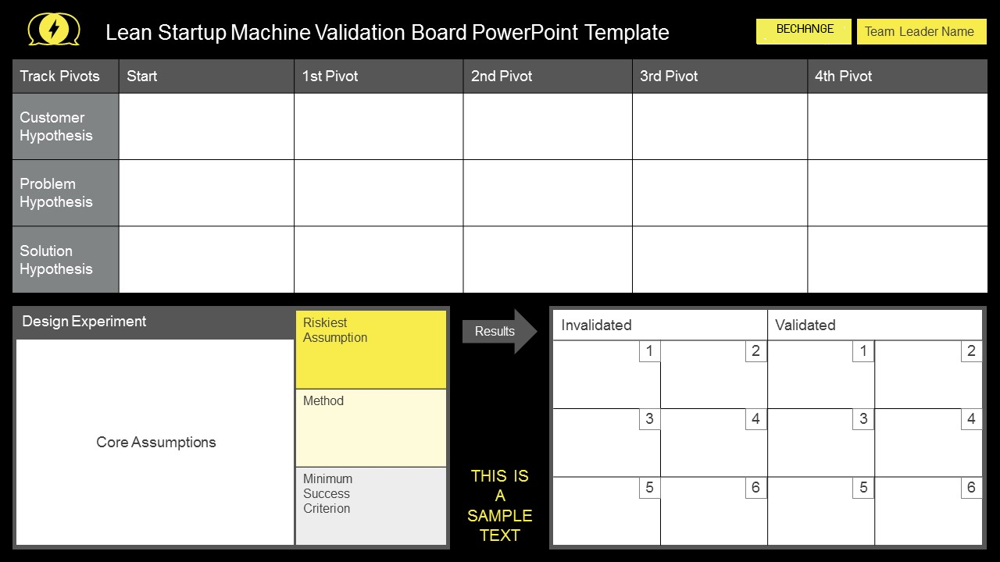 Lean Startup Machine Validation Board PowerPoint Template
BECHANGE
Team Leader Name
Track Pivots
Start
1st Pivot
2nd Pivot
3rd Pivot
4th Pivot
Customer
Hypothesis
Problem
Hypothesis
Solution
Hypothesis
Design Experiment
Core Assumptions
Riskiest
Assumption
Method
Minimum
Success
Criterion
Results
THIS IS
A
SAMPLE
TEXT
Invalidated
Validated
1
2
1
2
3
4
3
4
5
6
5
6